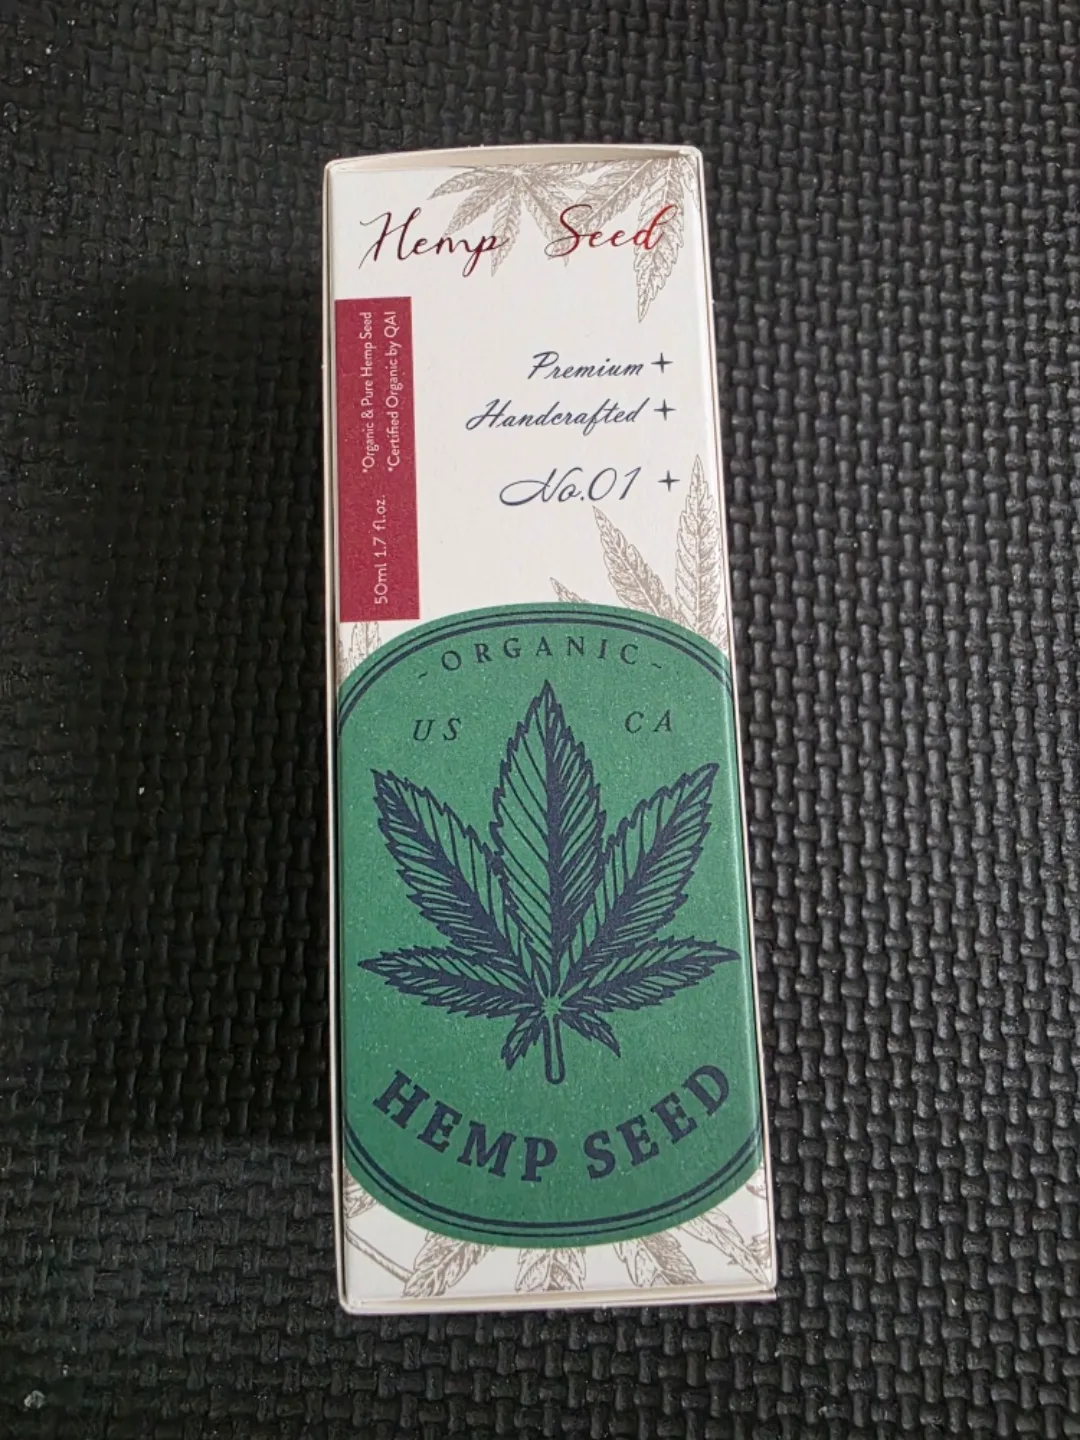 Hemp Seed
*Organic & Pure Hemp Seed
*Certified Organic by QAI
50ml 1.7 fl.oz.
Premium
Handcrafted
No.01
-ORGANIC-
US CA
HEMP SEED